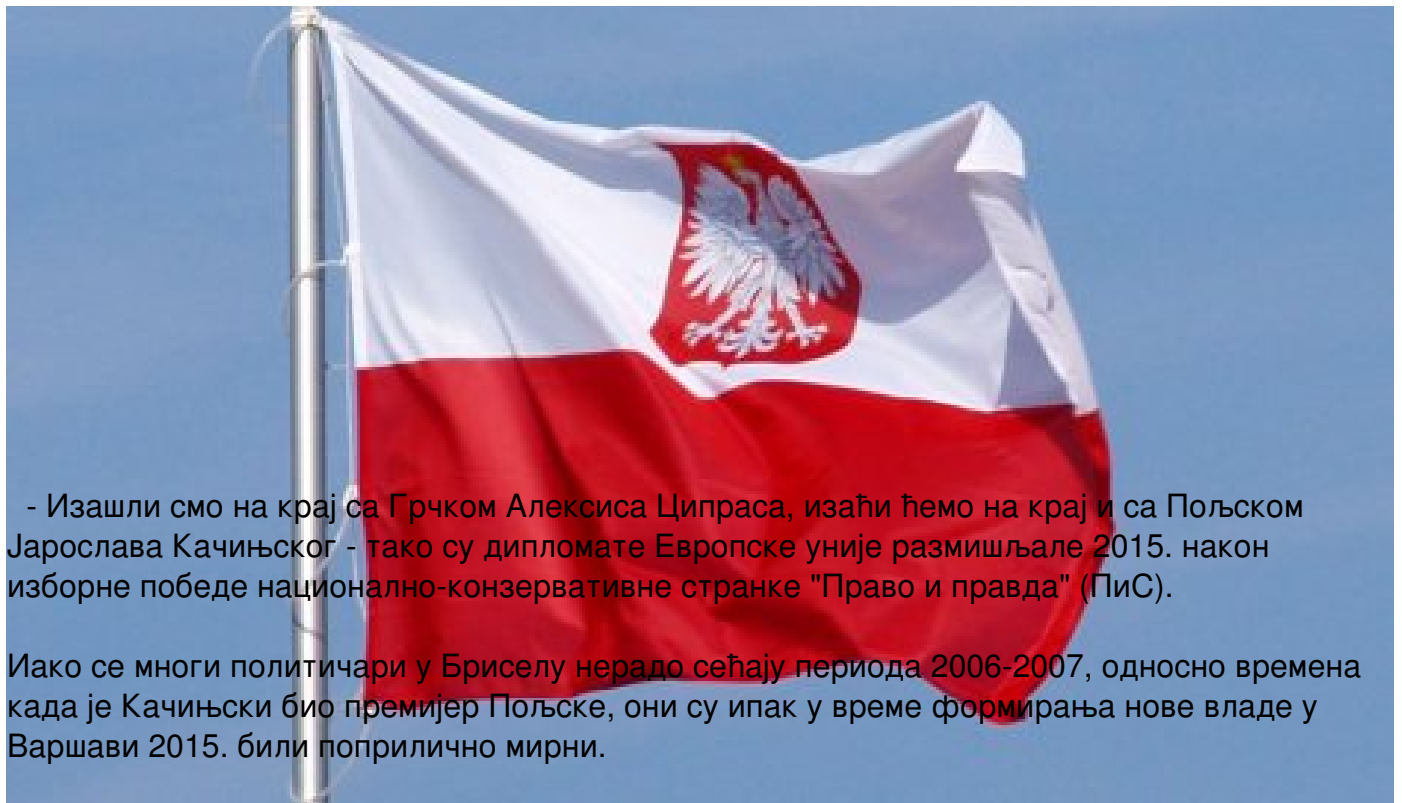 - Изашли смо на крај са Грчком Алексиса Ципраса, изаћи ћемо на крај и са Пољском
Јарослава Качињског - тако су дипломате Европске уније размишљале 2015. након
изборне победе национално-конзервативне странке "Право и правда" (ПиС).
Иако се многи политичари у Бриселу нерадо сећају периода 2006-2007, односно времена
када је Качињски био премијер Пољске, они су ипак у време формирања нове владе у
Варшави 2015. били поприлично мирни.